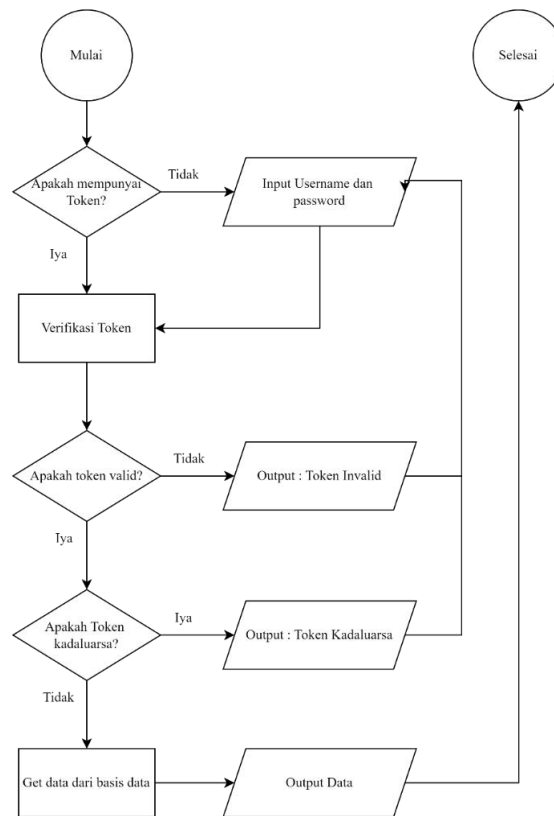 Mulai
Selesai
Apakah mempunyai
Token?
Tidak
Input Username dan
password
Iya
Verifikasi Token
Apakah token valid?
Tidak
Output : Token Invalid
Iya
Apakah Token
kadaluarsa?
Iya
Output : Token Kadaluarsa
Tidak
Get data dari basis data
Output Data